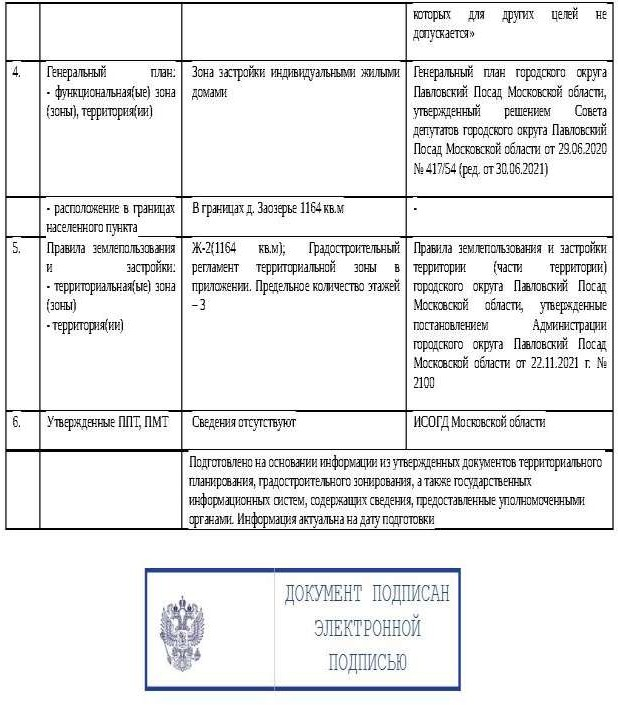 которых для других целей не
допускается»
4.
Генеральный план:
- функциональная(ые) зона
(зоны), территория(ии)
Зона застройки индивидуальными жилыми
домами
Генеральный план городского округа
Павловский Посад Московской области,
утвержденный решением Совета
депутатов городского округа Павловский
Посад Московской области от 29.06.2020
№ 417/54 (ред. от 30.06.2021)
- расположение в границах
населенного пункта
В границах д. Заозерье 1164 кв.м
-
5.
Правила землепользования
и застройки:
- территориальная(ые) зона
(зоны)
- территория(ии)
Ж-2(1164 кв.м); Градостроительный
регламент территориальной зоны в
приложении. Предельное количество этажей
– 3
Правила землепользования и застройки
территории (части территории)
городского округа Павловский Посад
Московской области, утвержденные
постановлением Администрации
городского округа Павловский Посад
Московской области от 22.11.2021 г. №
2100
6.
Утвержденные ППТ, ПМТ
Сведения отсутствуют
ИСОГД Московской области
Подготовлено на основании информации из утвержденных документов территориального
планирования, градостроительного зонирования, а также государственных
информационных систем, содержащих сведения, предоставленные уполномоченными
органами. Информация актуальна на дату подготовки
ДОКУМЕНТ ПОДПИСАН
ЭЛЕКТРОННОЙ
ПОДПИСЬЮ